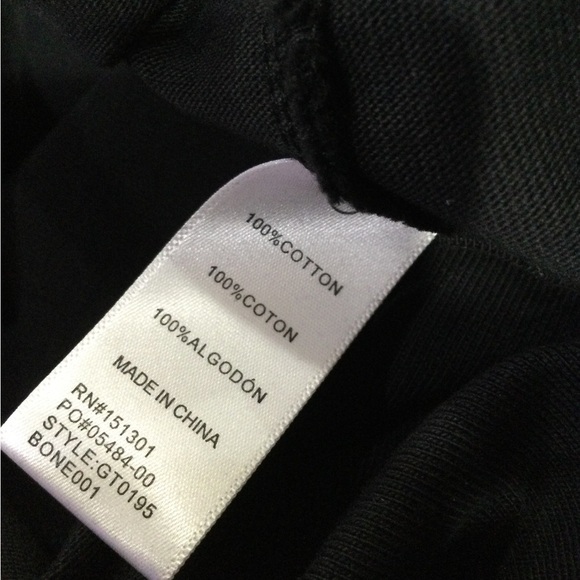 100%COTTON
100%COTON
100%ALGODÓN
MADE IN CHINA
RN#151301
PO#05484-00
STYLE:GT0195
BONE001